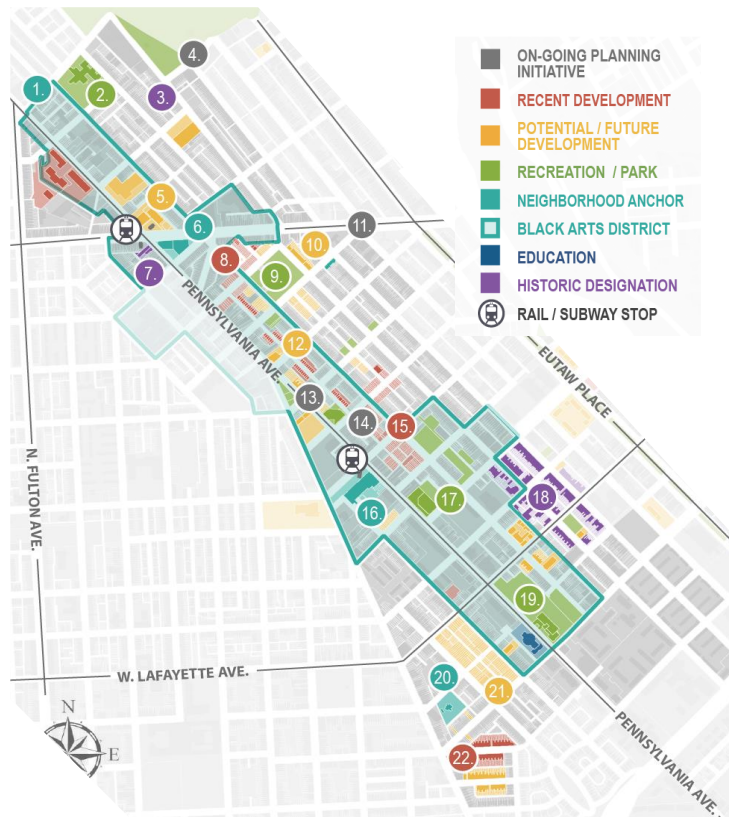 ON-GOING PLANNING
INITIATIVE
RECENT DEVELOPMENT
POTENTIAL / FUTURE
DEVELOPMENT
RECREATION / PARK
NEIGHBORHOOD ANCHOR
BLACK ARTS DISTRICT
EDUCATION
HISTORIC DESIGNATION
RAIL / SUBWAY STOP
4.
1.
2.
3.
5.
6.
11.
10.
7.
8.
9.
PENNSYLVANIA AVE.
12.
EUTAW PLACE
13.
14.
15.
N. FULTON AVE.
16.
17.
18.
19.
W. LAFAYETTE AVE.
20.
21.
PENNSYLVANIA AVE.
22.
N
E